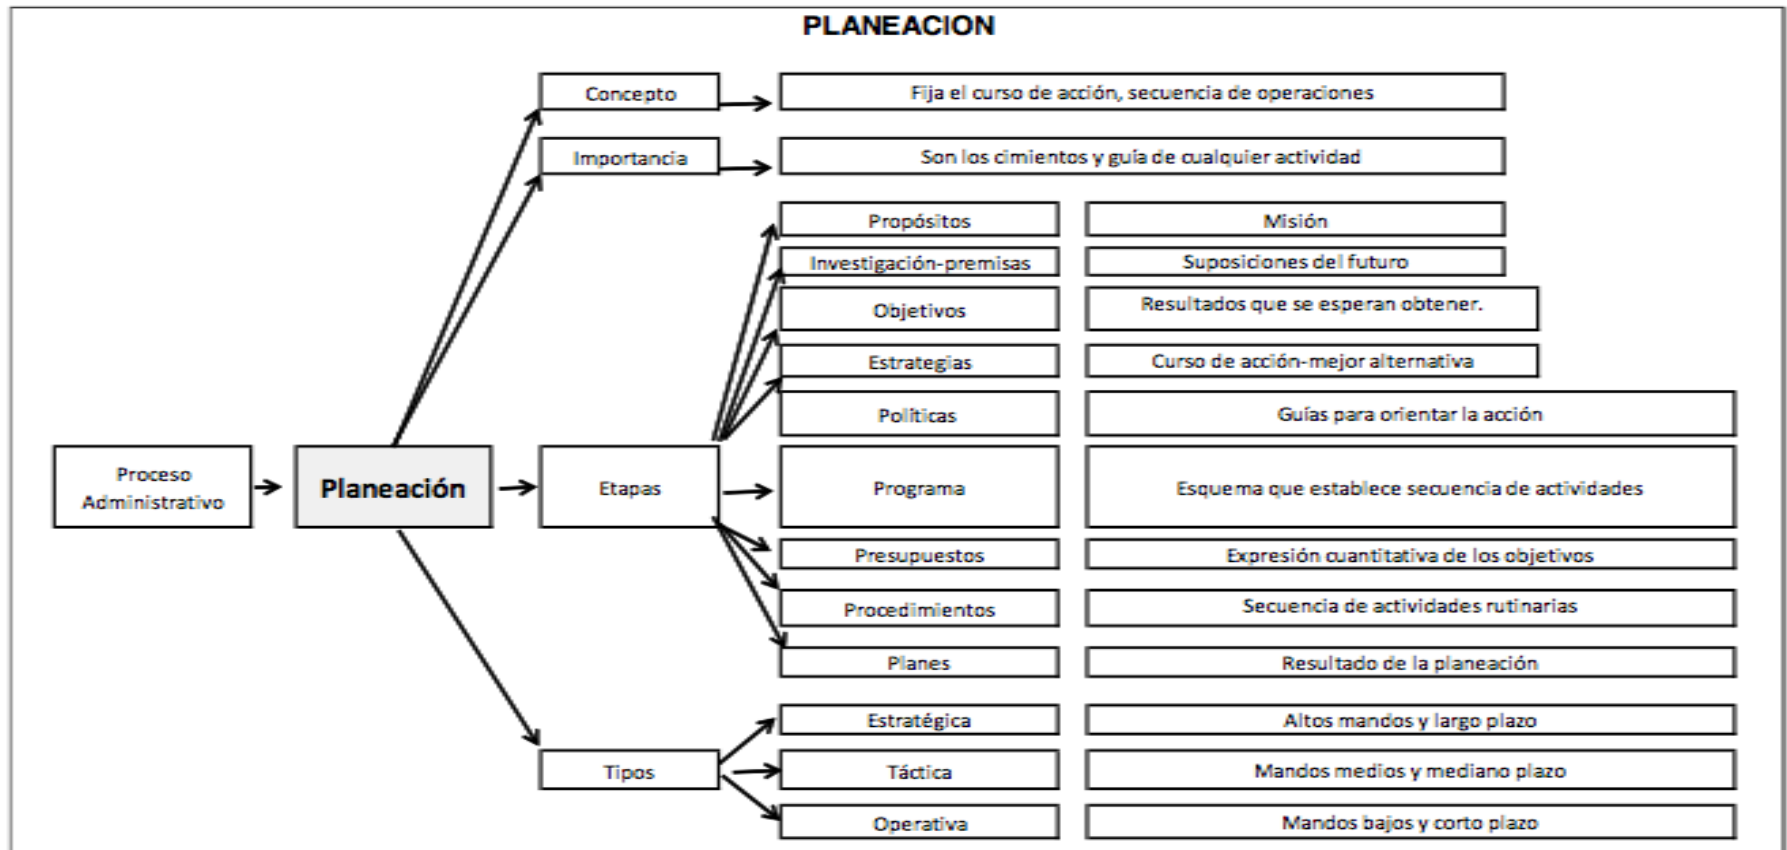 PLANEACION
Concepto
Fija el curso de acción, secuencia de operaciones
Importancia
Son los cimientos y guía de cualquier actividad
Propósitos
Misión
Investigación-premisas
Suposiciones del futuro
Objetivos
Resultados que se esperan obtener.
Estrategias
Curso de acción-mejor alternativa
Políticas
Guías para orientar la acción
Proceso
Administrativo
Planeación
Etapas
Programa
Esquema que establece secuencia de actividades
Presupuestos
Expresión cuantitativa de los objetivos
Procedimientos
Secuencia de actividades rutinarias
Planes
Resultado de la planeación
Tipos
Estratégica
Altos mandos y largo plazo
Táctica
Mandos medios y mediano plazo
Operativa
Mandos bajos y corto plazo